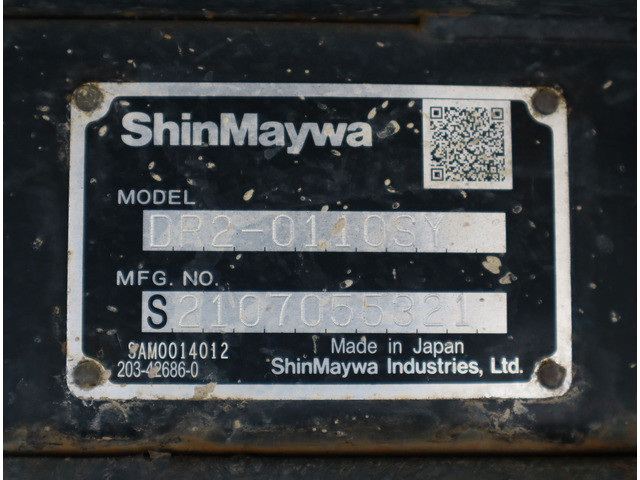 ShinMaywa
MODEL
DR2-0110SY
MFG. NO.
S2107055321
SAM0014012
203-42686-0
Made in Japan
ShinMaywa Industries, Ltd.